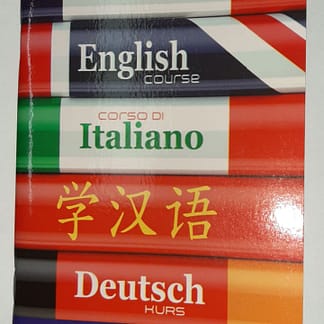 English
course
corso di
Italiano
学汉语
Deutsch
kurs